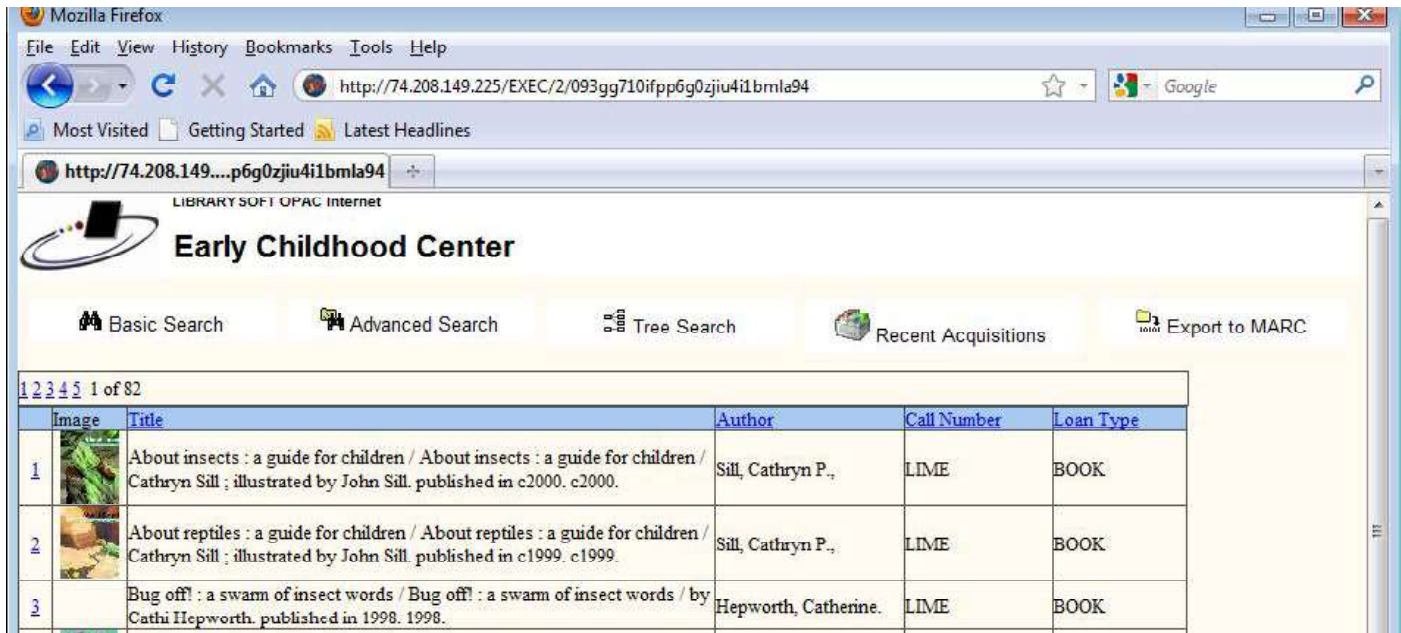 Mozilla Firefox
File Edit View History Bookmarks Tools Help
http://74.208.149.225/EXEC/2/093gg710ifpp6g0zjiu4i1bmla94
Google
Most Visited Getting Started Latest Headlines
http://74.208.149....p6g0zjiu4i1bmla94
LIBRARY SOFT OPAC Internet
Early Childhood Center
Basic Search Advanced Search Tree Search Recent Acquisitions Export to MARC
1 2 3 4 5 1 of 82
Image Title Author Call Number Loan Type
1 About insects : a guide for children / About insects : a guide for children / Sill, Cathryn P., LIME BOOK
Cathryn Sill ; illustrated by John Sill. published in c2000. c2000.
2 About reptiles : a guide for children / About reptiles : a guide for children / Sill, Cathryn P., LIME BOOK
Cathryn Sill ; illustrated by John Sill. published in c1999. c1999.
3 Bug off! : a swarm of insect words / Bug off! : a swarm of insect words / by Hepworth, Catherine. LIME BOOK
Cathi Hepworth. published in 1998. 1998.